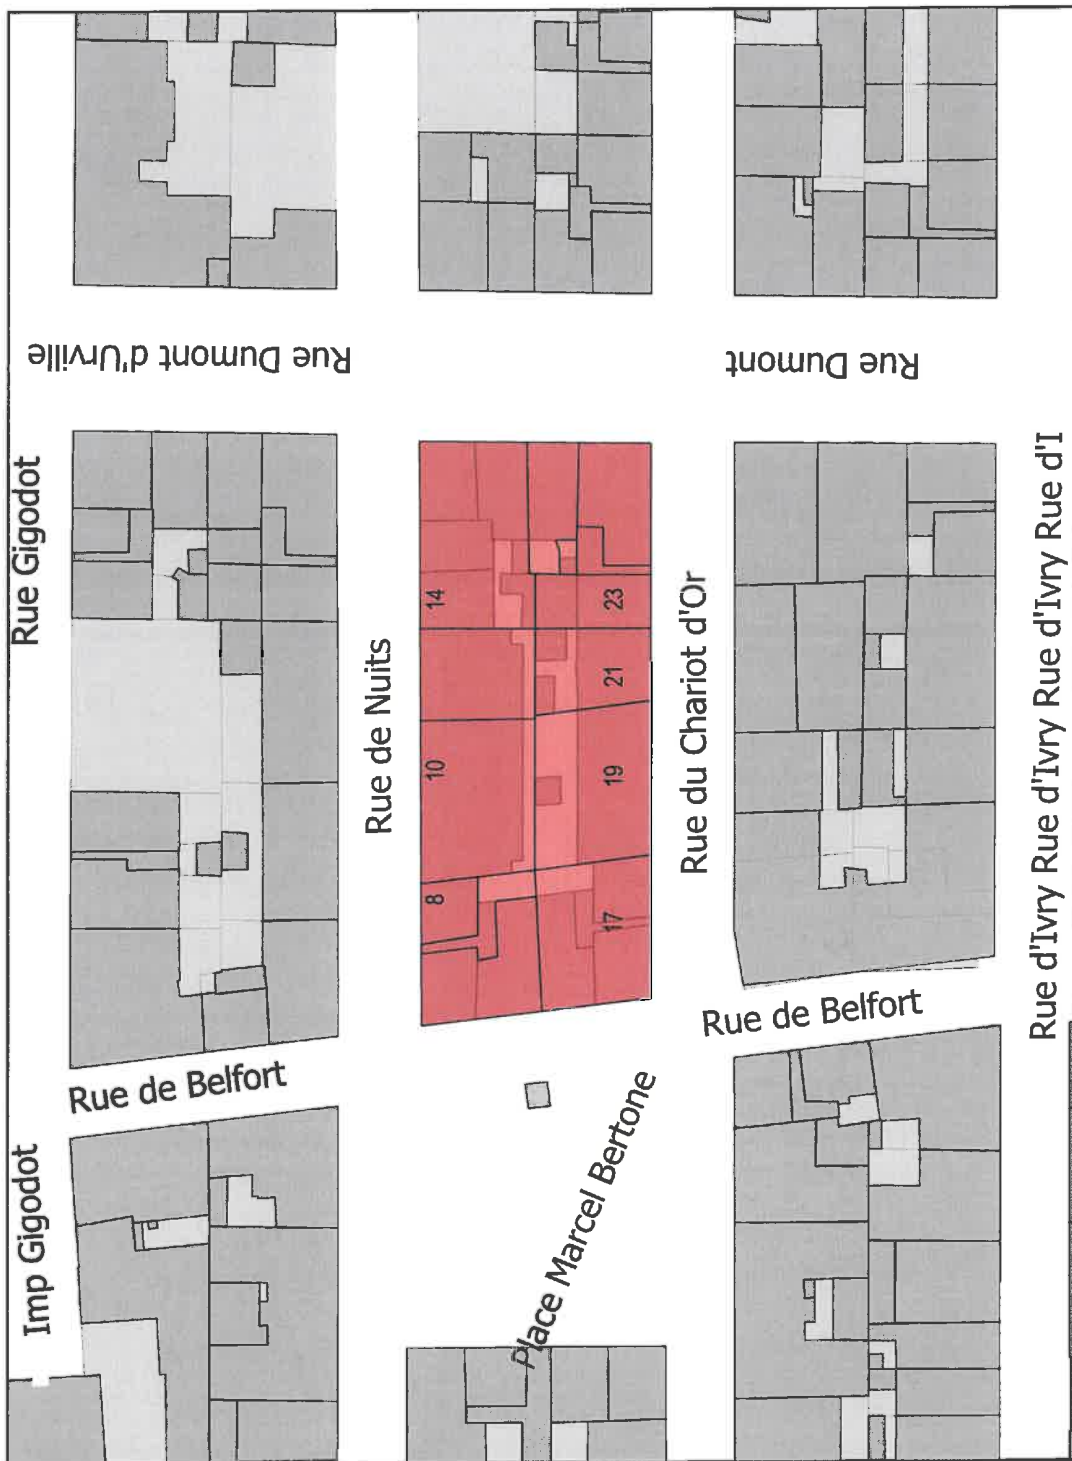 Rue Dumont d'Urville
Rue Dumont
Rue Gigodot
Rue de Nuits
Rue du Chariot d'Or
Rue d'Ivry Rue d'Ivry Rue d'Ivry Rue d'I
14
10
8
23
21
19
17
Rue de Belfort
Rue de Belfort
Imp Gigodot
Place Marcel Bertone